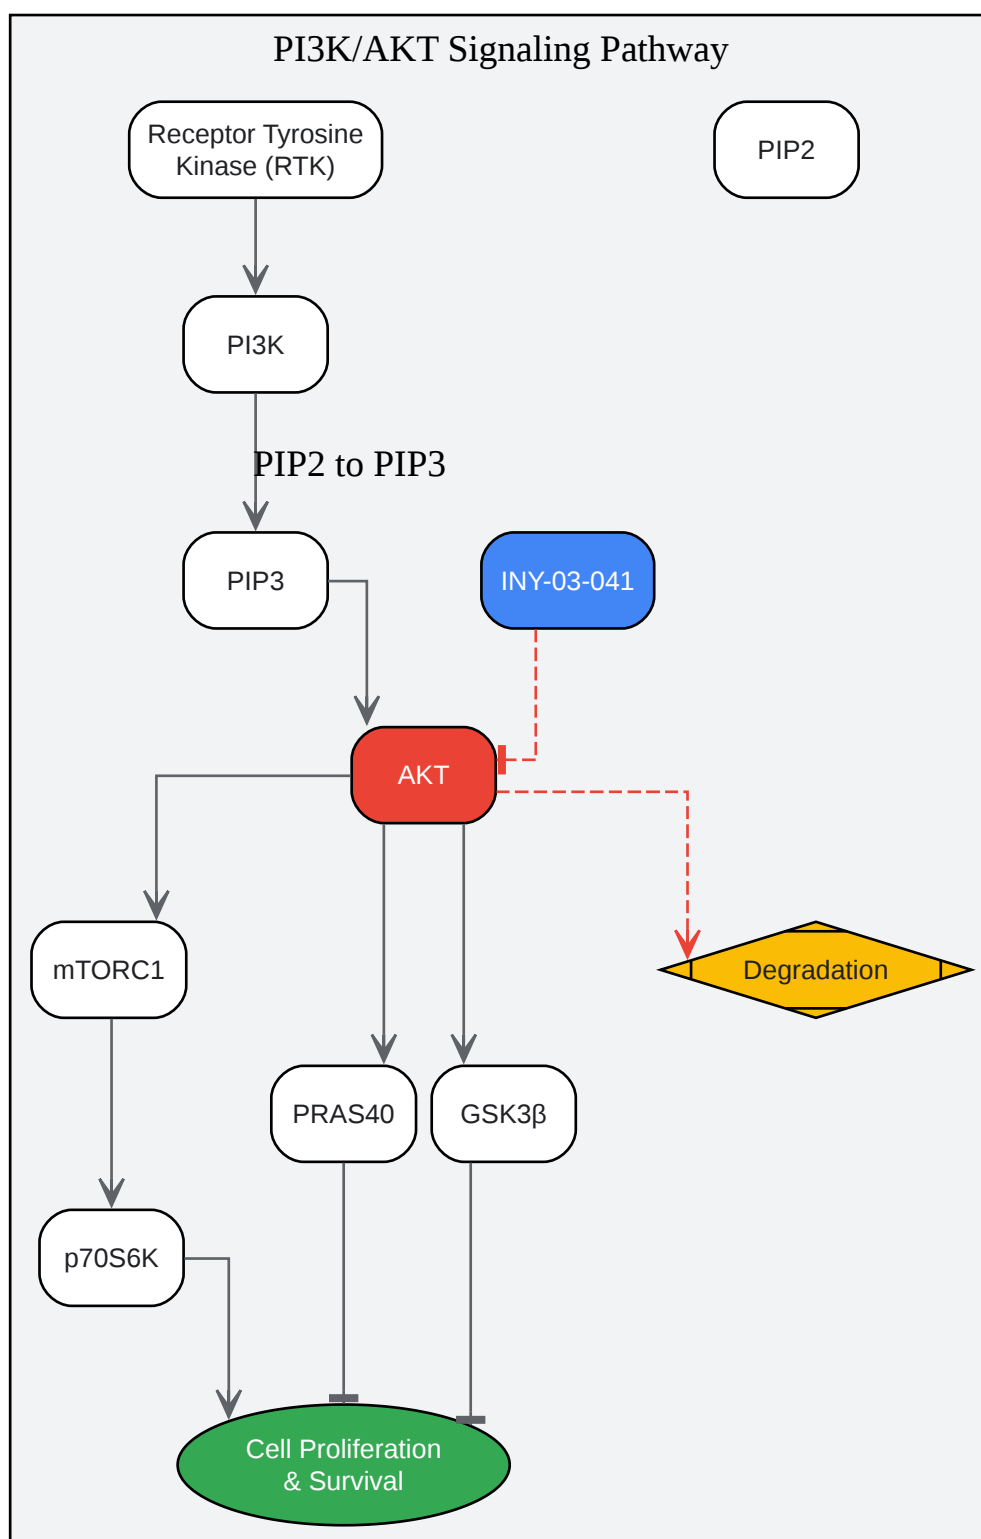 PI3K/AKT Signaling Pathway
Receptor Tyrosine
Kinase (RTK)
PIP2
PI3K
PIP2 to PIP3
PIP3
INY-03-041
AKT
mTORC1
Degradation
PRAS40
GSK3β
p70S6K
Cell Proliferation
& Survival